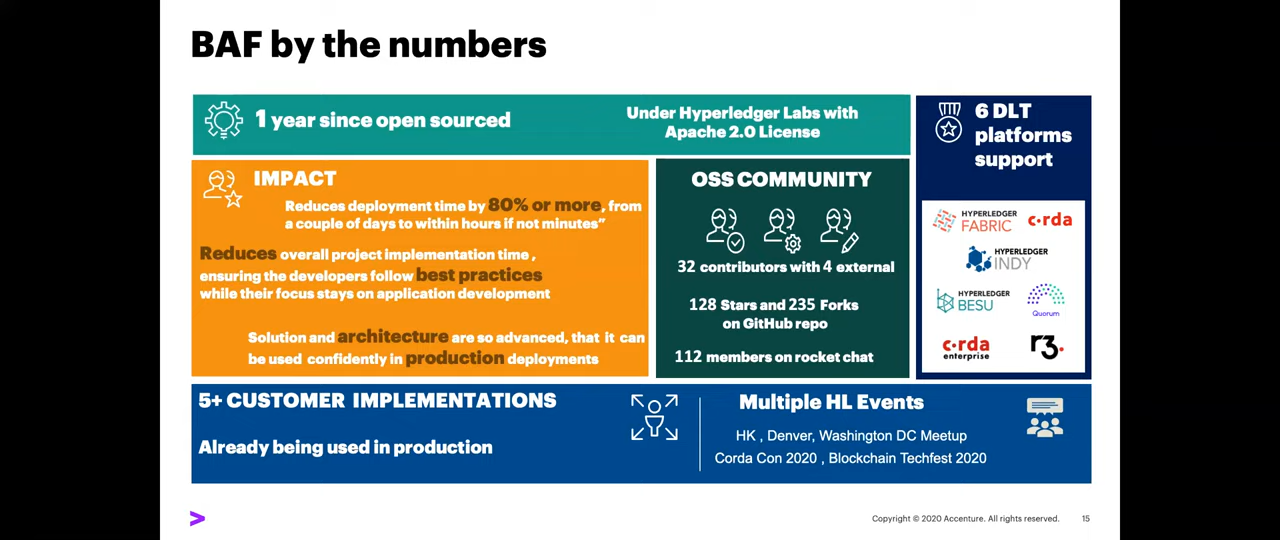 BAF by the numbers
1 year since open sourced
Under Hyperledger Labs with
Apache 2.0 License
6 DLT
platforms
support
IMPACT
Reduces deployment time by 80% or more, from
a couple of days to within hours if not minutes”
Reduces overall project implementation time ,
ensuring the developers follow best practices
while their focus stays on application development
Solution and architecture are so advanced, that it can
be used confidently in production deployments
OSS COMMUNITY
32 contributors with 4 external
128 Stars and 235 Forks
on GitHub repo
112 members on rocket chat
HYPERLEDGER
FABRIC
c·rda
HYPERLEDGER
INDY
HYPERLEDGER
BESU
Quorum
c·rda
enterprise
r3.
5+ CUSTOMER IMPLEMENTATIONS
Already being used in production
Multiple HL Events
HK , Denver, Washington DC Meetup
Corda Con 2020 , Blockchain Techfest 2020
Copyright © 2020 Accenture. All rights reserved.
15